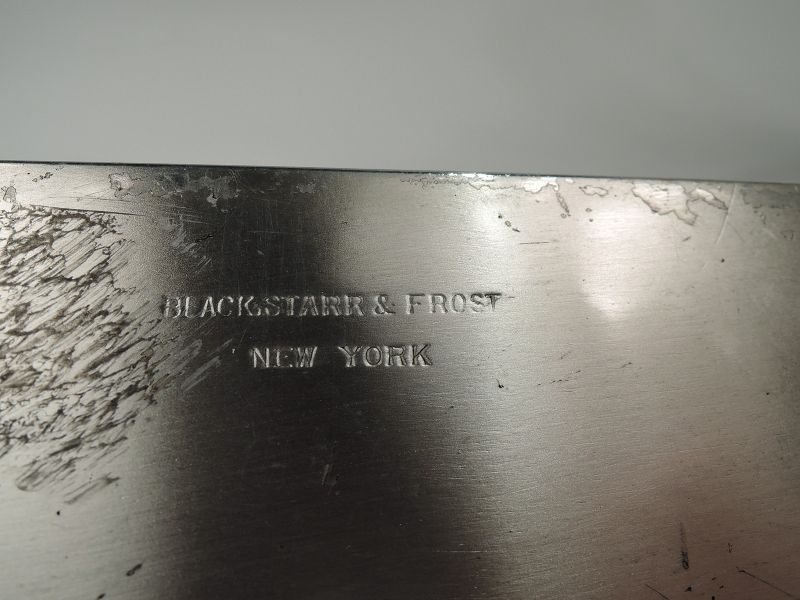 BLACK, STARR & FROST
NEW YORK